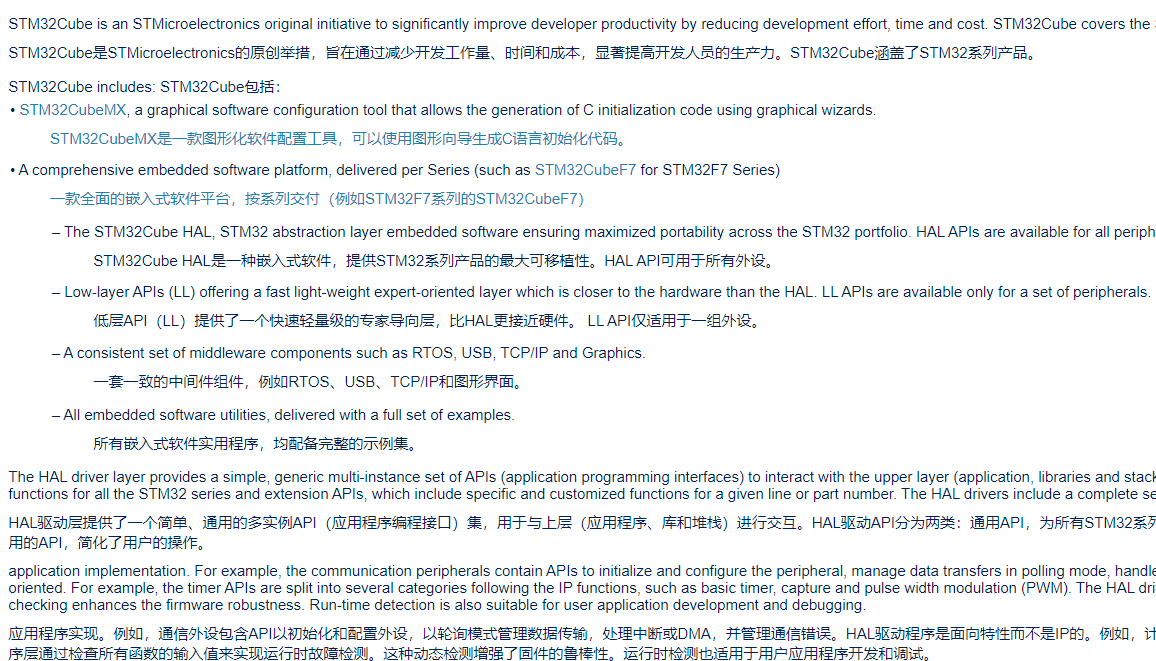 STM32Cube is an STMicroelectronics original initiative to significantly improve developer productivity by reducing development effort, time and cost. STM32Cube covers the
STM32Cube是STMicroelectronics的原创举措，旨在通过减少开发工作量、时间和成本，显著提高开发人员的生产力。STM32Cube涵盖了STM32系列产品。
STM32Cube includes: STM32Cube包括：
• STM32CubeMX, a graphical software configuration tool that allows the generation of C initialization code using graphical wizards.
STM32CubeMX是一款图形化软件配置工具，可以使用图形向导生成C语言初始化代码。
• A comprehensive embedded software platform, delivered per Series (such as STM32CubeF7 for STM32F7 Series)
一款全面的嵌入式软件平台，按系列交付（例如STM32F7系列的STM32CubeF7）
– The STM32Cube HAL, STM32 abstraction layer embedded software ensuring maximized portability across the STM32 portfolio. HAL APIs are available for all periph
STM32Cube HAL是一种嵌入式软件，提供STM32系列产品的最大可移植性。HAL API可用于所有外设。
– Low-layer APIs (LL) offering a fast light-weight expert-oriented layer which is closer to the hardware than the HAL. LL APIs are available only for a set of peripherals.
低层API（LL）提供了一个快速轻量级的专家导向层，比HAL更接近硬件。 LL API仅适用于一组外设。
– A consistent set of middleware components such as RTOS, USB, TCP/IP and Graphics.
一套一致的中间件组件，例如RTOS、USB、TCP/IP和图形界面。
– All embedded software utilities, delivered with a full set of examples.
所有嵌入式软件实用程序，均配备完整的示例集。
The HAL driver layer provides a simple, generic multi-instance set of APIs (application programming interfaces) to interact with the upper layer (application, libraries and stack
functions for all the STM32 series and extension APIs, which include specific and customized functions for a given line or part number. The HAL drivers include a complete se
HAL驱动层提供了一个简单、通用的多实例API（应用程序编程接口）集，用于与上层（应用程序、库和堆栈）进行交互。HAL驱动API分为两类：通用API，为所有STM32系列
用的API，简化了用户的操作。
application implementation. For example, the communication peripherals contain APIs to initialize and configure the peripheral, manage data transfers in polling mode, handle
oriented. For example, the timer APIs are split into several categories following the IP functions, such as basic timer, capture and pulse width modulation (PWM). The HAL dri
checking enhances the firmware robustness. Run-time detection is also suitable for user application development and debugging.
应用程序实现。例如，通信外设包含API以初始化和配置外设，以轮询模式管理数据传输，处理中断或DMA，并管理通信错误。HAL驱动程序是面向特性而不是IP的。例如，计
序层通过检查所有函数的输入值来实现运行时故障检测。这种动态检测增强了固件的鲁棒性。运行时检测也适用于用户应用程序开发和调试。